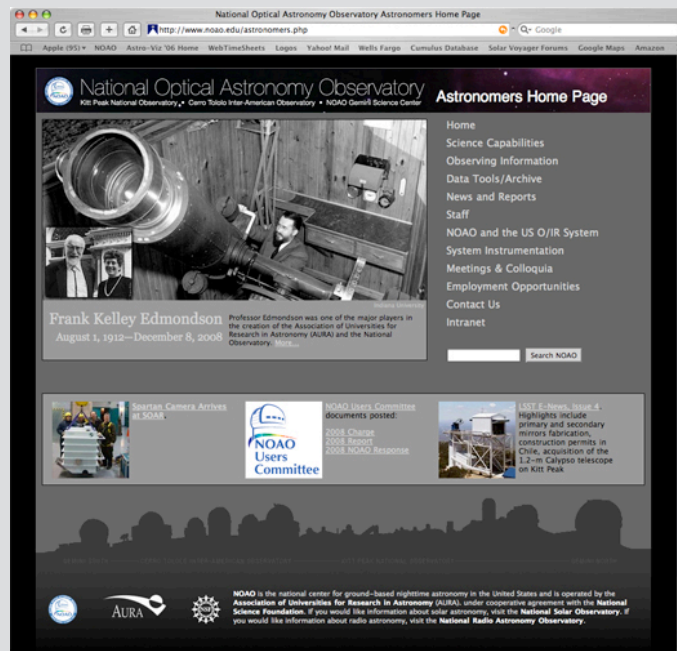 National Optical Astronomy Observatory Astronomers Home Page
http://www.noao.edu/astronomers.php
Google
Apple (95) NOAO Astro-Viz '06 Home WebTimeSheets Logos Yahoo! Mail Wells Fargo Cumulus Database Solar Voyager Forums Google Maps Amazon
National Optical Astronomy Observatory
Kitt Peak National Observatory • Cerro Tololo Inter-American Observatory • NOAO Gemini Science Center
Astronomers Home Page
Home
Science Capabilities
Observing Information
Data Tools/Archive
News and Reports
Staff
NOAO and the US O/IR System
System Instrumentation
Meetings & Colloquia
Employment Opportunities
Contact Us
Intranet
Search NOAO
Indiana University
Frank Kelley Edmondson
August 1, 1912—December 8, 2008
Professor Edmondson was one of the major players in
the creation of the Association of Universities for
Research in Astronomy (AURA) and the National
Observatory. More...
Spartan Camera Arrives
at SOAR.
NOAO
Users
Committee
NOAO Users Committee
documents posted:
2008 Charge
2008 Report
2008 NOAO Response
LSST E-News, Issue 4.
Highlights include
primary and secondary
mirrors fabrication,
construction permits in
Chile, acquisition of the
1.2-m Calypso telescope
on Kitt Peak
AURA
NSF
NOAO is the national center for ground-based nighttime astronomy in the United States and is operated by the
Association of Universities for Research in Astronomy (AURA), under cooperative agreement with the National
Science Foundation. If you would like information about solar astronomy, visit the National Solar Observatory. If
you would like information about radio astronomy, visit the National Radio Astronomy Observatory.